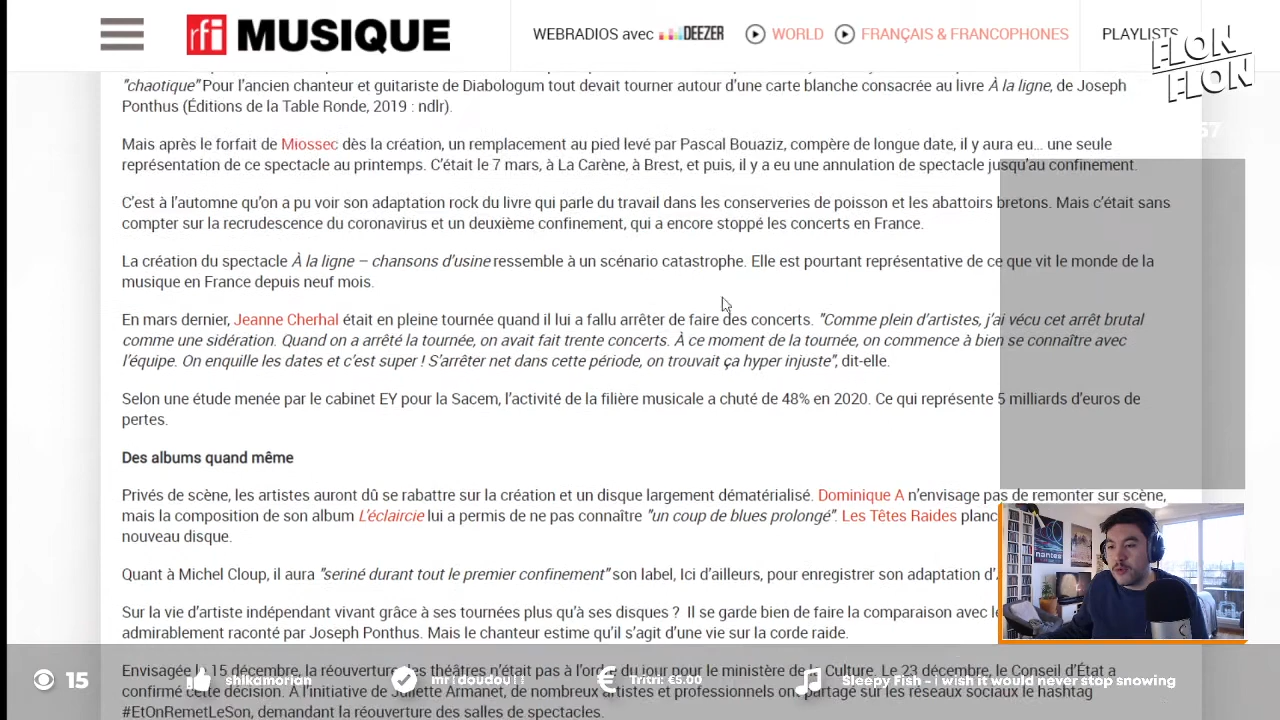 rfi MUSIQUE
WEBRADIOS avec DEEZER WORLD FRANÇAIS & FRANCOPHONES PLAYLISTS
FLON
FLON
57
"chaotique" Pour l'ancien chanteur et guitariste de Diabologum tout devait tourner autour d'une carte blanche consacrée au livre À la ligne, de Joseph
Ponthus (Éditions de la Table Ronde, 2019 : ndlr).
Mais après le forfait de Miossec dès la création, un remplacement au pied levé par Pascal Bouaziz, compère de longue date, il y aura eu... une seule
représentation de ce spectacle au printemps. C'était le 7 mars, à La Carène, à Brest, et puis, il y a eu une annulation de spectacle jusqu'au confinement.
C'est à l'automne qu'on a pu voir son adaptation rock du livre qui parle du travail dans les conserveries de poisson et les abattoirs bretons. Mais c'était sans
compter sur la recrudescence du coronavirus et un deuxième confinement, qui a encore stoppé les concerts en France.
La création du spectacle À la ligne – chansons d'usine ressemble à un scénario catastrophe. Elle est pourtant représentative de ce que vit le monde de la
musique en France depuis neuf mois.
En mars dernier, Jeanne Cherhal était en pleine tournée quand il lui a fallu arrêter de faire des concerts. "Comme plein d'artistes, j'ai vécu cet arrêt brutal
comme une sidération. Quand on a arrêté la tournée, on avait fait trente concerts. À ce moment de la tournée, on commence à bien se connaître avec
l'équipe. On enquille les dates et c'est super ! S'arrêter net dans cette période, on trouvait ça hyper injuste", dit-elle.
Selon une étude menée par le cabinet EY pour la Sacem, l'activité de la filière musicale a chuté de 48% en 2020. Ce qui représente 5 milliards d'euros de
pertes.
Des albums quand même
Privés de scène, les artistes auront dû se rabattre sur la création et un disque largement dématérialisé. Dominique A n'envisage pas de remonter sur scène,
mais la composition de son album L'éclaircie lui a permis de ne pas connaître "un coup de blues prolongé". Les Têtes Raides planc
nouveau disque.
Quant à Michel Cloup, il aura "seriné durant tout le premier confinement" son label, Ici d'ailleurs, pour enregistrer son adaptation d'
Sur la vie d'artiste indépendant vivant grâce à ses tournées plus qu'à ses disques ? Il se garde bien de faire la comparaison avec le
admirablement raconté par Joseph Ponthus. Mais le chanteur estime qu'il s'agit d'une vie sur la corde raide.
nantes
Envisagée le 15 décembre, la réouverture des théâtres n'était pas à l'ordre du jour pour le ministère de la Culture. Le 23 décembre, le Conseil d'État a
15 shikamorian mr1doudou11 Tritri: €5.00 Sleepy Fish - I wish it would never stop snowing
confirmé cette décision. À l'initiative de Juliette Armanet, de nombreux artistes et professionnels ont partagé sur les réseaux sociaux le hashtag
#EtOnRemetLeSon, demandant la réouverture des salles de spectacles.